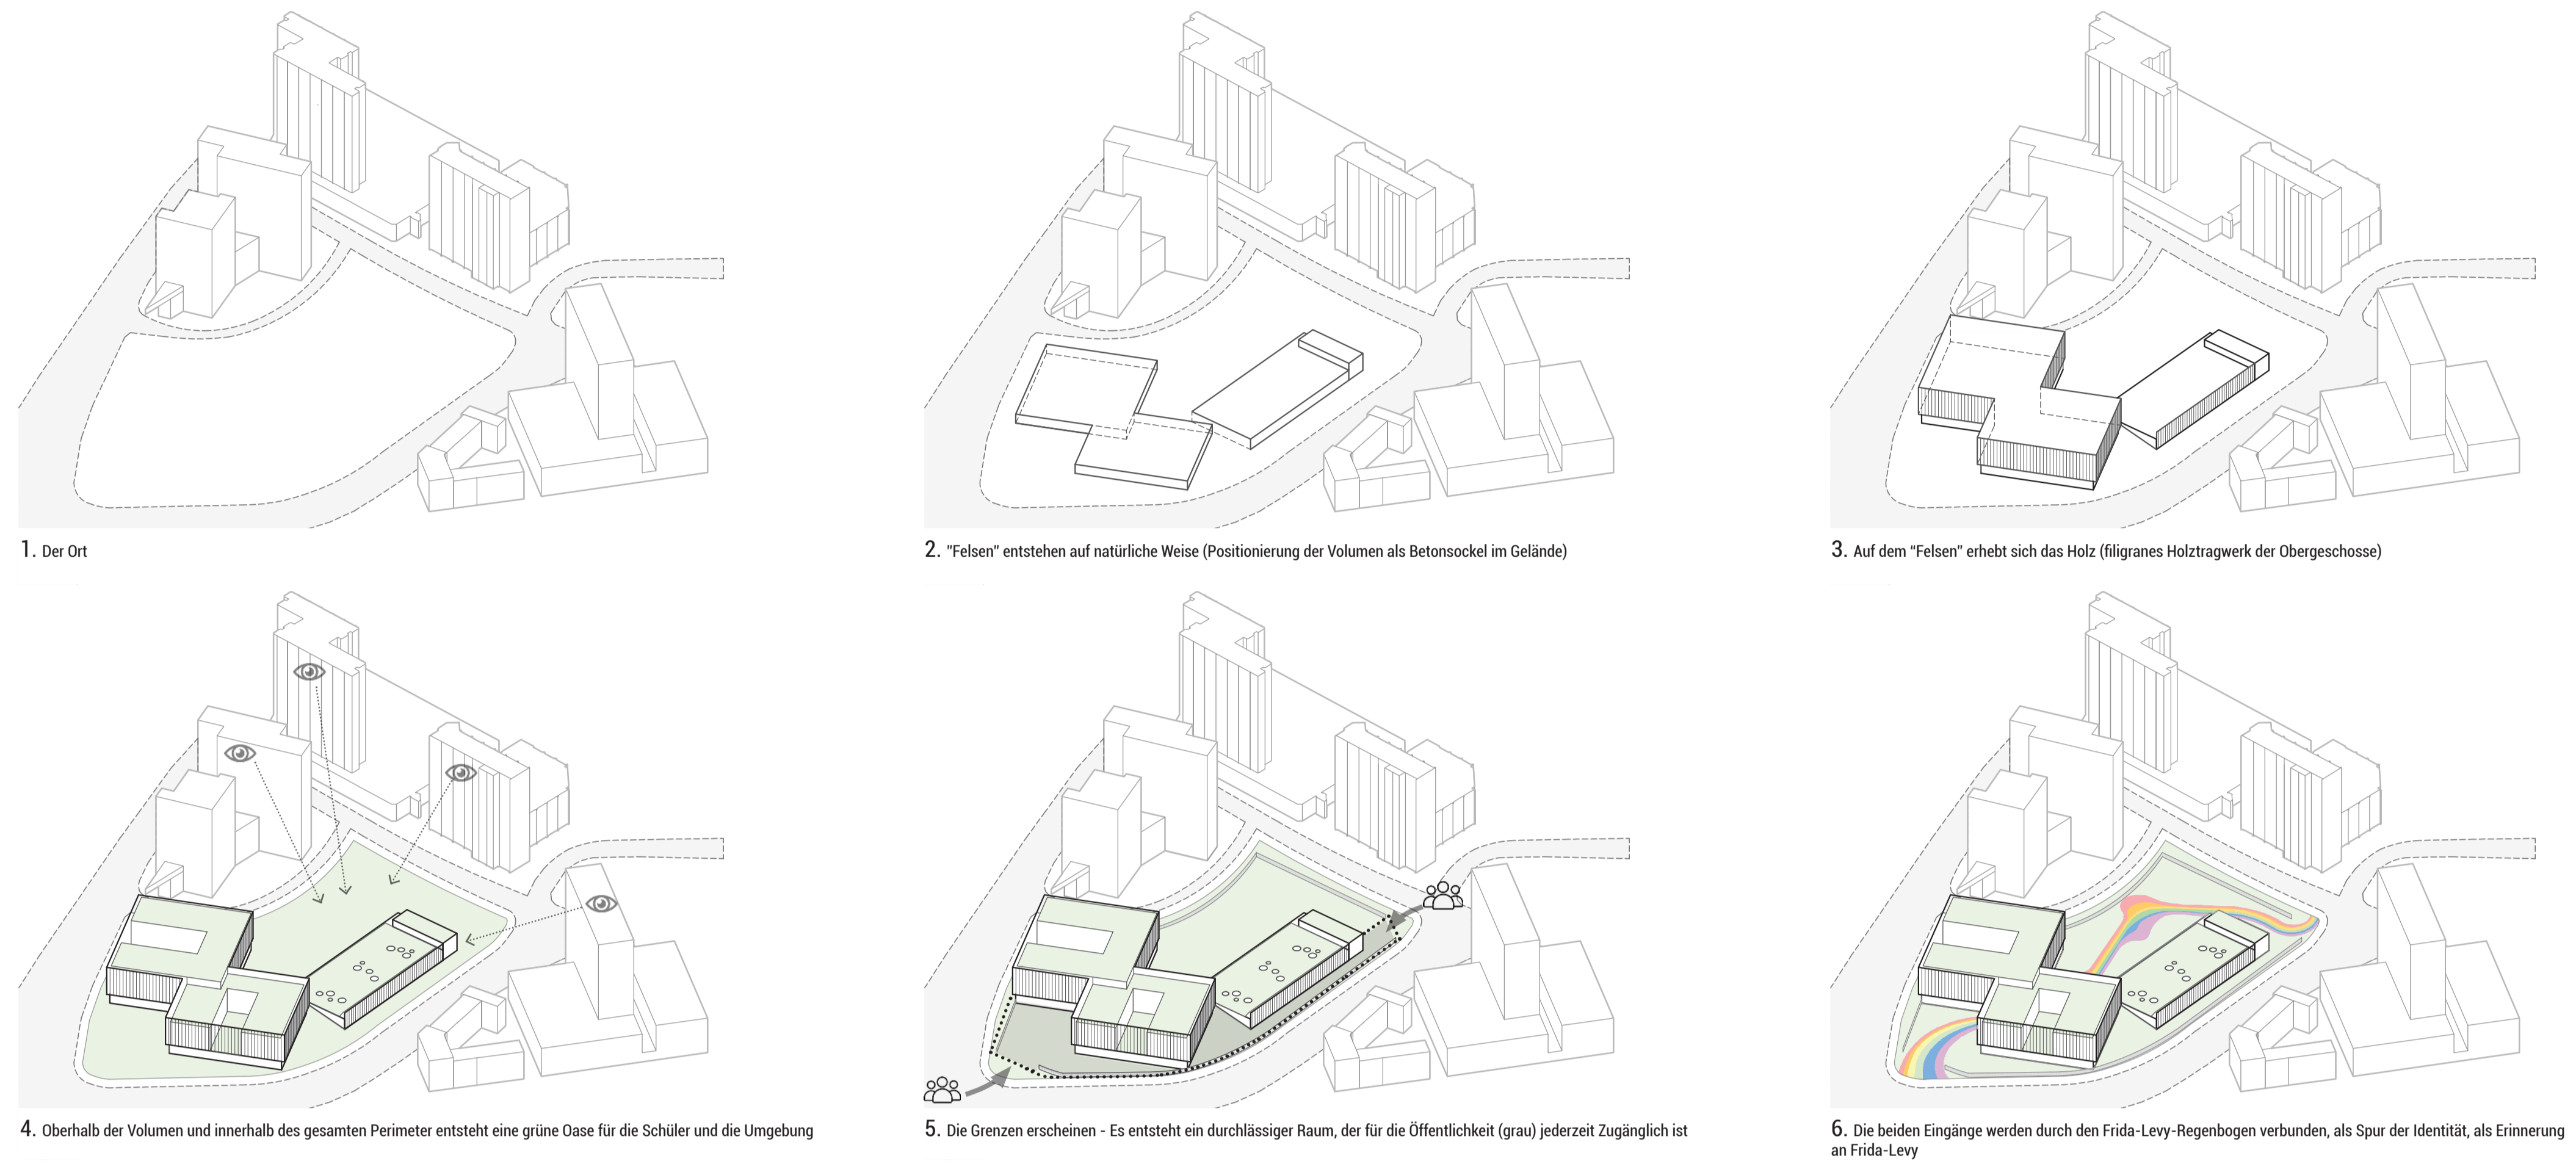 1. Der Ort
2. "Felsen" entstehen auf natürliche Weise (Positionierung der Volumen als Betonsockel im Gelände)
3. Auf dem “Felsen” erhebt sich das Holz (filigranes Holztragwerk der Obergeschosse)
4. Oberhalb der Volumen und innerhalb des gesamten Perimeter entsteht eine grüne Oase für die Schüler und die Umgebung
5. Die Grenzen erscheinen - Es entsteht ein durchlässiger Raum, der für die Öffentlichkeit (grau) jederzeit Zugänglich ist
6. Die beiden Eingänge werden durch den Frida-Levy-Regenbogen verbunden, als Spur der Identität, als Erinnerung
an Frida-Levy